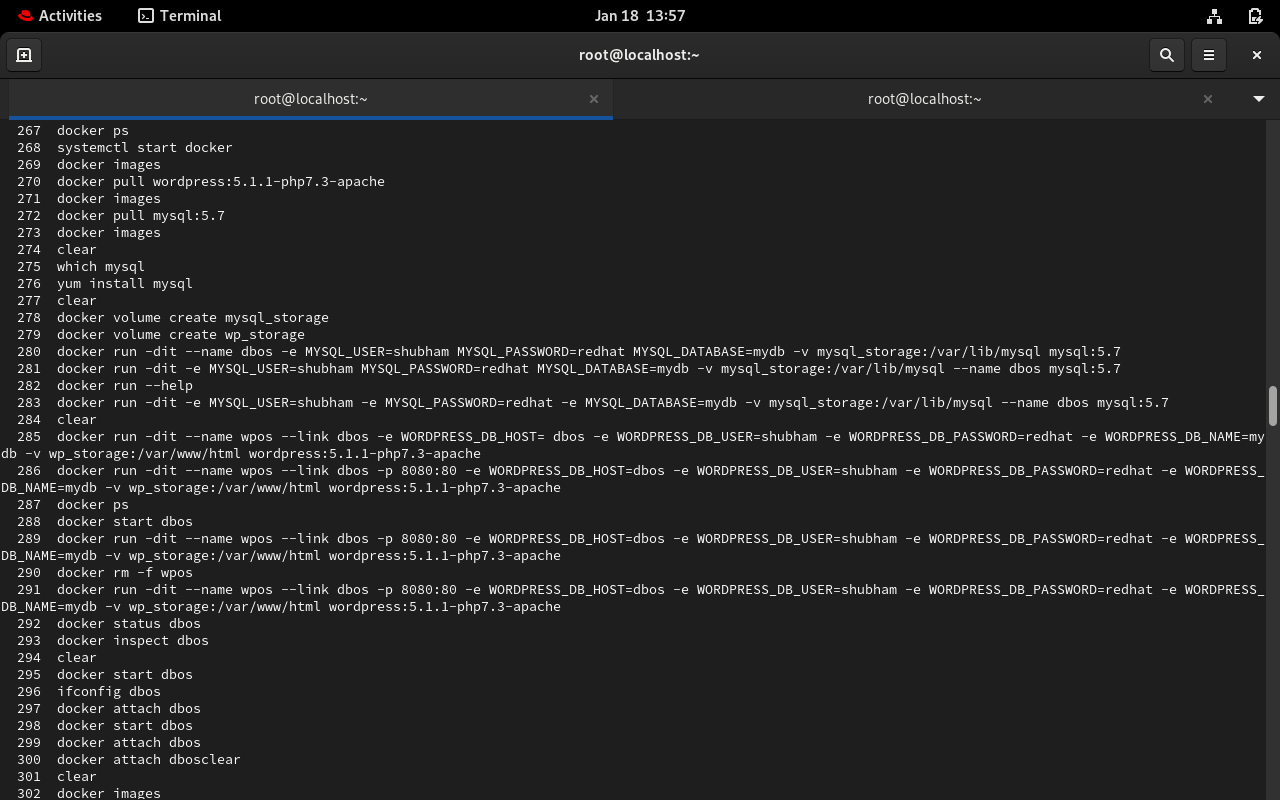 Activities Terminal Jan 18 13:57
root@localhost:~
root@localhost:~ root@localhost:~
267 docker ps
268 systemctl start docker
269 docker images
270 docker pull wordpress:5.1.1-php7.3-apache
271 docker images
272 docker pull mysql:5.7
273 docker images
274 clear
275 which mysql
276 yum install mysql
277 clear
278 docker volume create mysql_storage
279 docker volume create wp_storage
280 docker run -dit --name dbos -e MYSQL_USER=shubham MYSQL_PASSWORD=redhat MYSQL_DATABASE=mydb -v mysql_storage:/var/lib/mysql mysql:5.7
281 docker run -dit -e MYSQL_USER=shubham MYSQL_PASSWORD=redhat MYSQL_DATABASE=mydb -v mysql_storage:/var/lib/mysql --name dbos mysql:5.7
282 docker run --help
283 docker run -dit -e MYSQL_USER=shubham -e MYSQL_PASSWORD=redhat -e MYSQL_DATABASE=mydb -v mysql_storage:/var/lib/mysql --name dbos mysql:5.7
284 clear
285 docker run -dit --name wpos --link dbos -e WORDPRESS_DB_HOST= dbos -e WORDPRESS_DB_USER=shubham -e WORDPRESS_DB_PASSWORD=redhat -e WORDPRESS_DB_NAME=my
db -v wp_storage:/var/www/html wordpress:5.1.1-php7.3-apache
286 docker run -dit --name wpos --link dbos -p 8080:80 -e WORDPRESS_DB_HOST=dbos -e WORDPRESS_DB_USER=shubham -e WORDPRESS_DB_PASSWORD=redhat -e WORDPRESS_
DB_NAME=mydb -v wp_storage:/var/www/html wordpress:5.1.1-php7.3-apache
287 docker ps
288 docker start dbos
289 docker run -dit --name wpos --link dbos -p 8080:80 -e WORDPRESS_DB_HOST=dbos -e WORDPRESS_DB_USER=shubham -e WORDPRESS_DB_PASSWORD=redhat -e WORDPRESS_
DB_NAME=mydb -v wp_storage:/var/www/html wordpress:5.1.1-php7.3-apache
290 docker rm -f wpos
291 docker run -dit --name wpos --link dbos -p 8080:80 -e WORDPRESS_DB_HOST=dbos -e WORDPRESS_DB_USER=shubham -e WORDPRESS_DB_PASSWORD=redhat -e WORDPRESS_
DB_NAME=mydb -v wp_storage:/var/www/html wordpress:5.1.1-php7.3-apache
292 docker status dbos
293 docker inspect dbos
294 clear
295 docker start dbos
296 ifconfig dbos
297 docker attach dbos
298 docker start dbos
299 docker attach dbos
300 docker attach dbosclear
301 clear
302 docker images